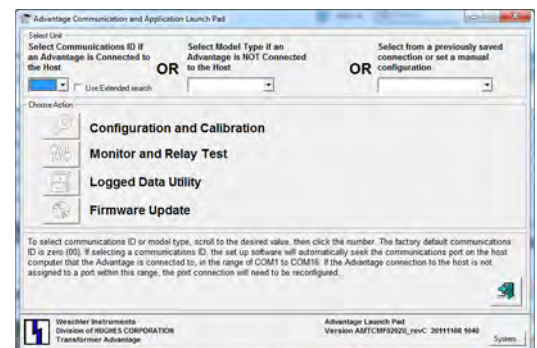 Advantage Communication and Application Launch Pad
Select Unit
Select Communications ID if
an Advantage is Connected to
the Host
OR
Select Model Type if an
Advantage is NOT Connected
to the Host
OR
Select from a previously saved
connection or set a manual
configuration
Use Extended search
Choose Action
Configuration and Calibration
Monitor and Relay Test
Logged Data Utility
Firmware Update
To select communications ID or model type, scroll to the desired value, then click the number. The factory default communications
ID is zero (00). If selecting a communications ID, the set up software will automatically seek the communications port on the host
computer that the Advantage is connected to, in the range of COM1 to COM16. If the Advantage connection to the host is not
assigned to a port within this range, the port connection will need to be reconfigured.
Weschler Instruments
Division of HUGHES CORPORATION
Transformer Advantage
Advantage Launch Pad
Version AMTCMF0202U_revC 20111108 1040
System...